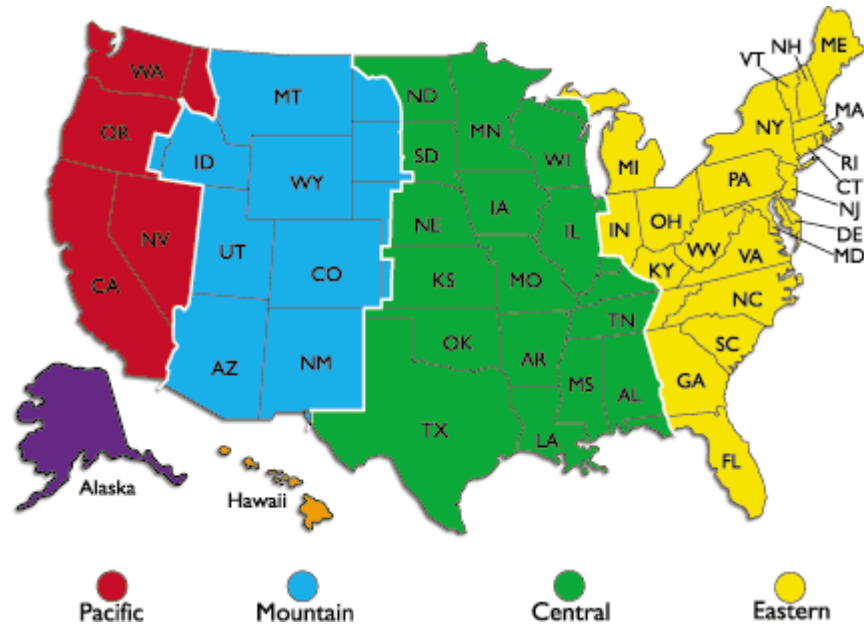 WA
OR
CA
NV
ID
MT
WY
UT
CO
AZ
NM
ND
SD
NE
KS
OK
TX
MN
IA
MO
AR
LA
WI
IL
MS
AL
TN
MI
IN
OH
KY
WV
VA
NC
SC
GA
FL
PA
NY
VT
NH
ME
MA
RI
CT
NJ
DE
MD
Alaska
Hawaii
Pacific
Mountain
Central
Eastern